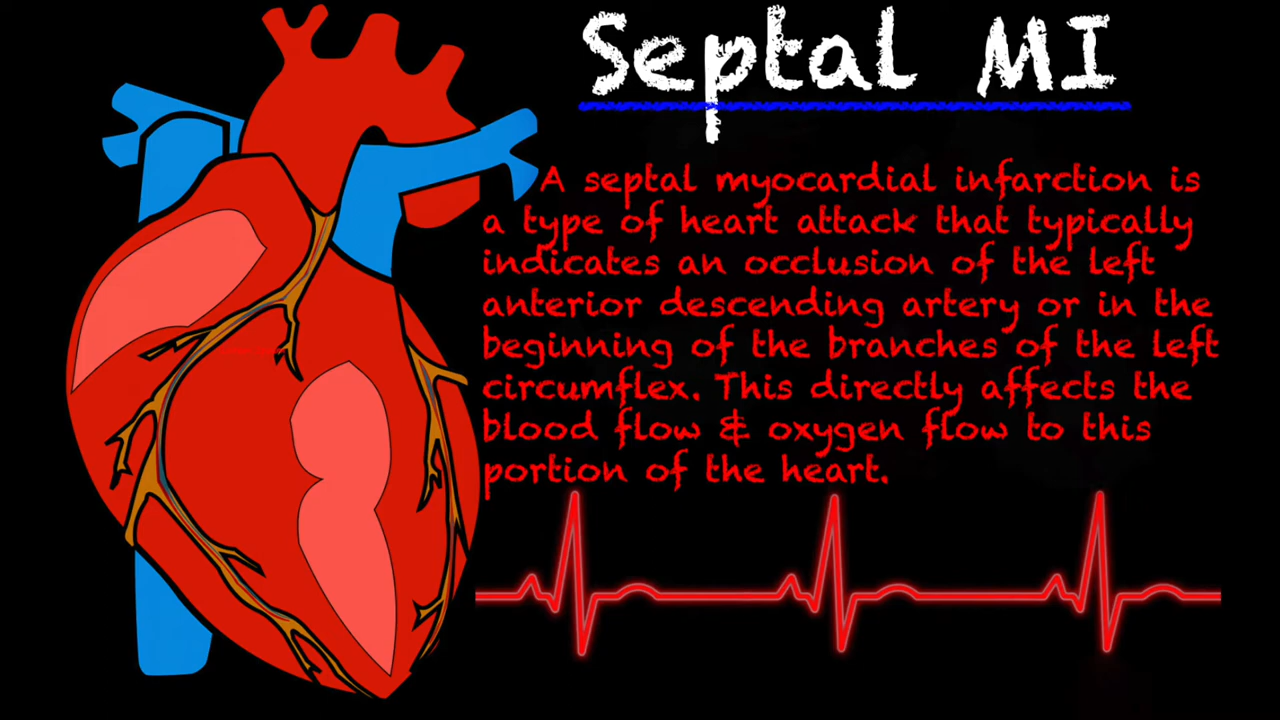 Septal MI
A septal myocardial infarction is
a type of heart attack that typically
indicates an occlusion of the left
anterior descending artery or in the
beginning of the branches of the left
circumflex. This directly affects the
blood flow & oxygen flow to this
portion of the heart.